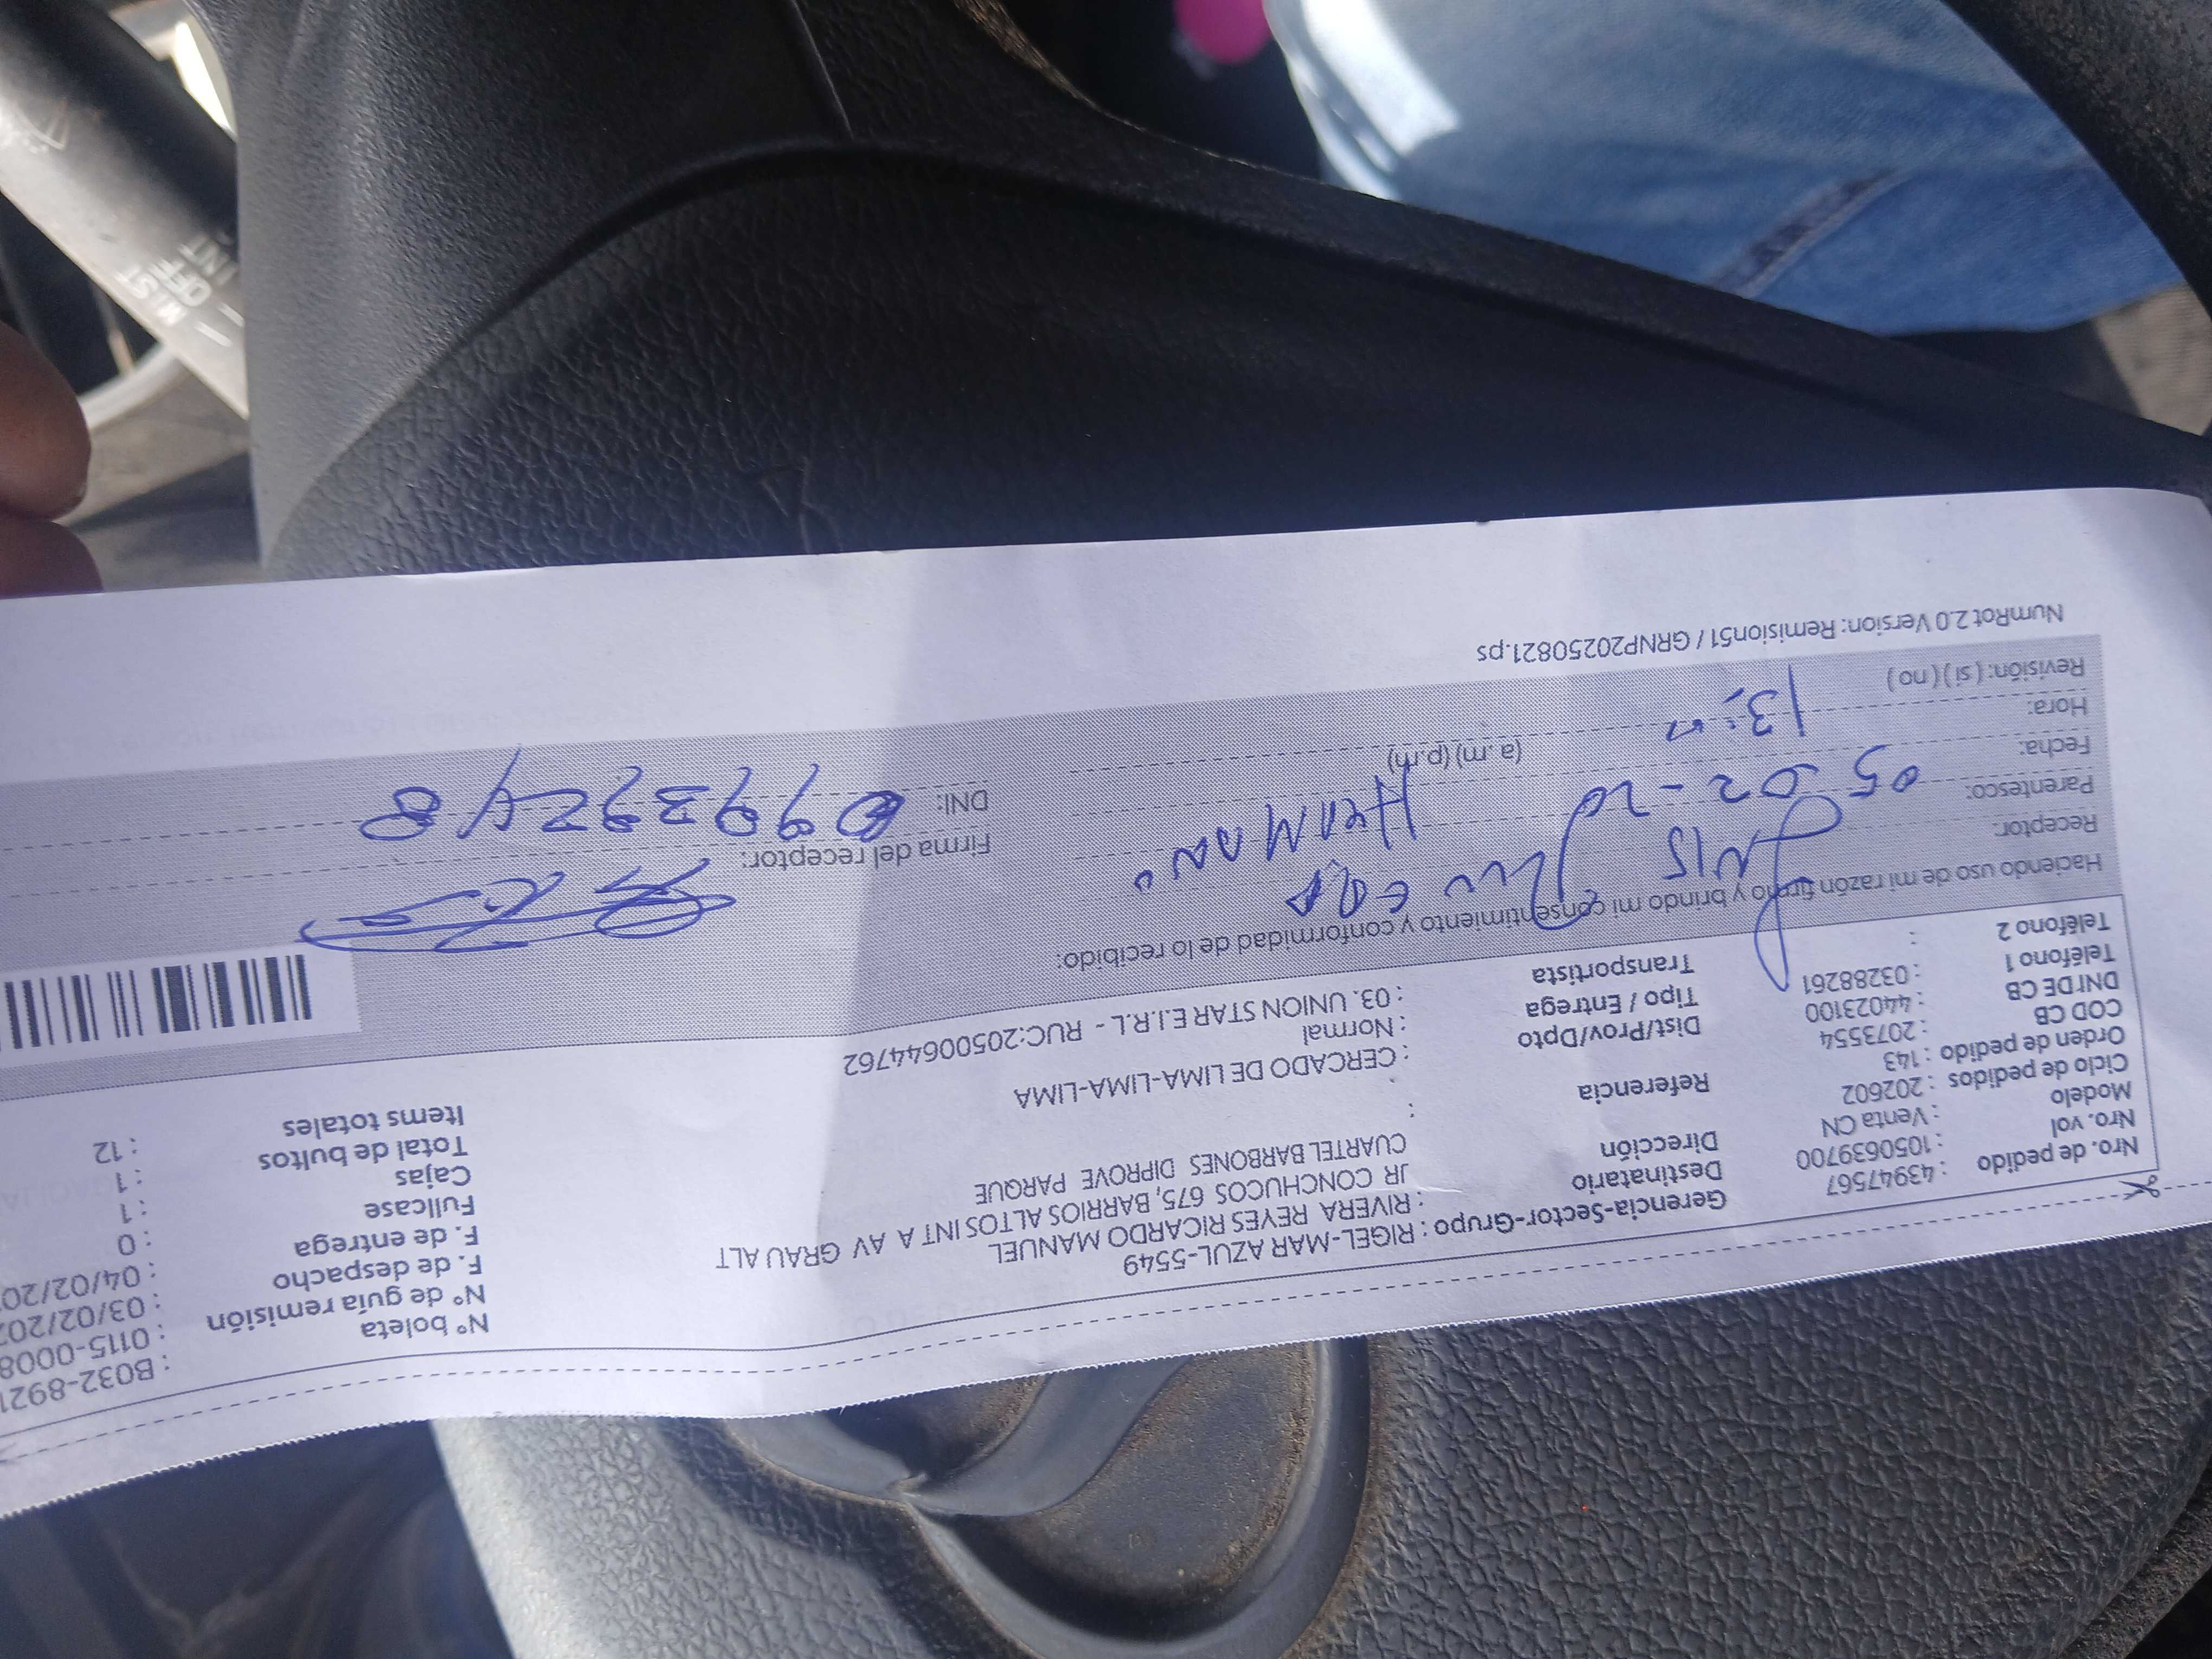 Nro. de pedido : 43947567
Nro. vol : 1050639700
Modelo : Venta CN
Ciclo de pedidos : 202602
Orden de pedido : 143
COD CB : 2073554
DNI DE CB : 44023100
Teléfono 1 : 03288261
Teléfono 2 :
Gerencia-Sector-Grupo : RIGEL-MAR AZUL-5549
Destinatario : RIVERA REYES RICARDO MANUEL
Dirección JR CONCHUCOS 675, BARRIOS ALTOS INT A AV GRAU ALT
CUARTEL BARBONES DIPROVE PARQUE
:
Referencia :
Dist/Prov/Dpto : CERCADO DE LIMA-LIMA-LIMA
Tipo / Entrega : Normal
Transportista : 03. UNION STAR E.I.R.L - RUC:20500644762
N° boleta : B032-8921
N° de guía remisión : 0115-0008
F. de despacho : 03/02/202
F. de entrega : 04/02/20
Fullcase : 0
Cajas : 1
Total de bultos : 1
Items totales : 12
Haciendo uso de mi razón firmo y brindo mi consentimiento y conformidad de lo recibido:
Receptor:
Parentesco: HERMANO
Fecha: 05-02-26
Hora: 13: (a.m) (p.m)
Revisión: (si) (no)
Firma del receptor:
DNI: 09939248
NumRot 2.0 Version: Remision51 / GRNP20250821.ps
MIST
OFF
INT